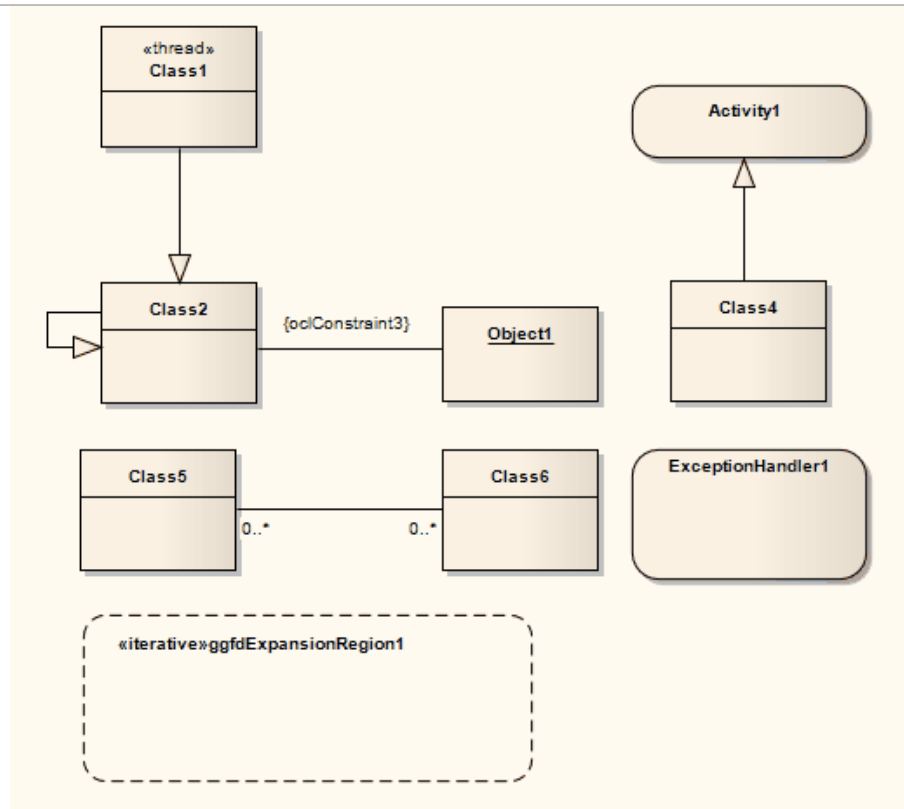 «thread»
Class1
Activity1
Class2
{oclConstraint3}
Object1
Class4
Class5
Class6
ExceptionHandler1
0..*
0..*
«iterative»ggfdExpansionRegion1